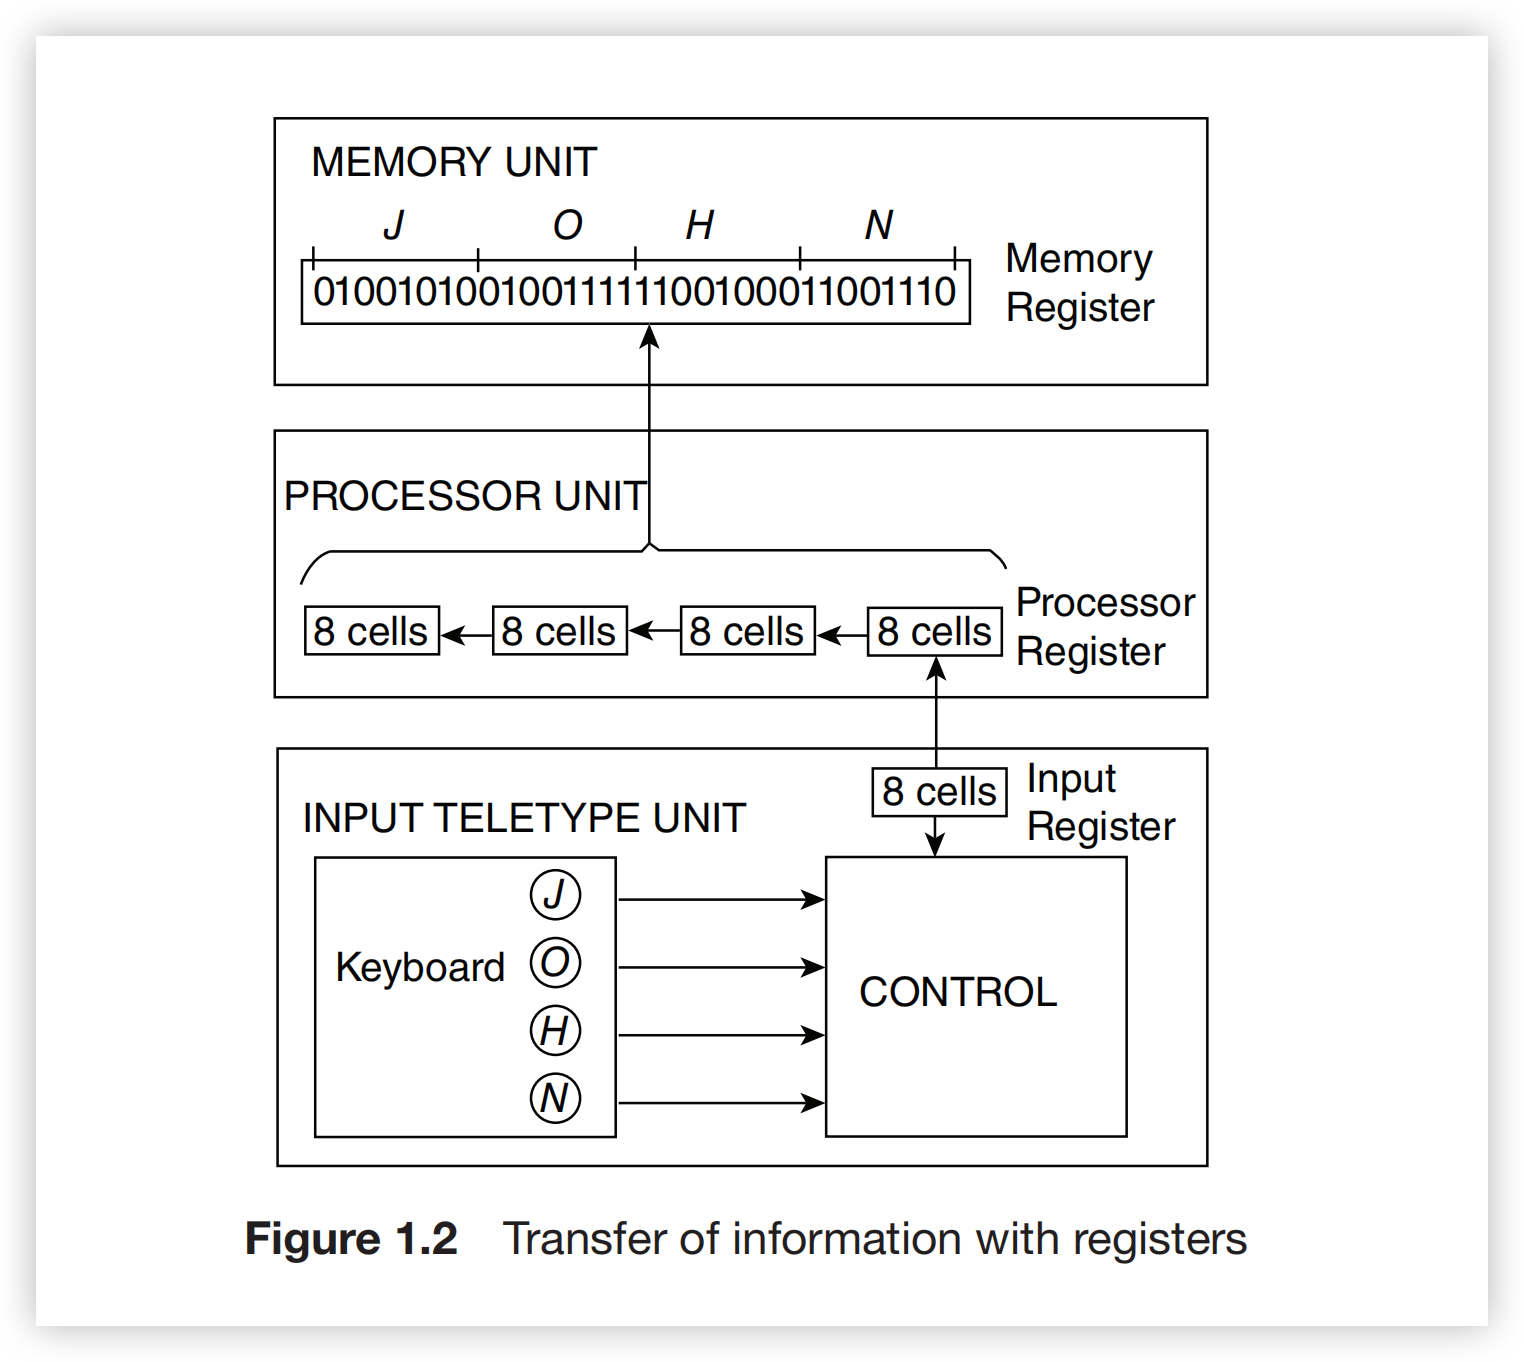 MEMORY UNIT
J O H N
01001010010011111100100011001110
Memory
Register
PROCESSOR UNIT
8 cells 8 cells 8 cells 8 cells
Processor
Register
8 cells
Input
Register
INPUT TELETYPE UNIT
Keyboard
J
O
H
N
CONTROL
Figure 1.2 Transfer of information with registers